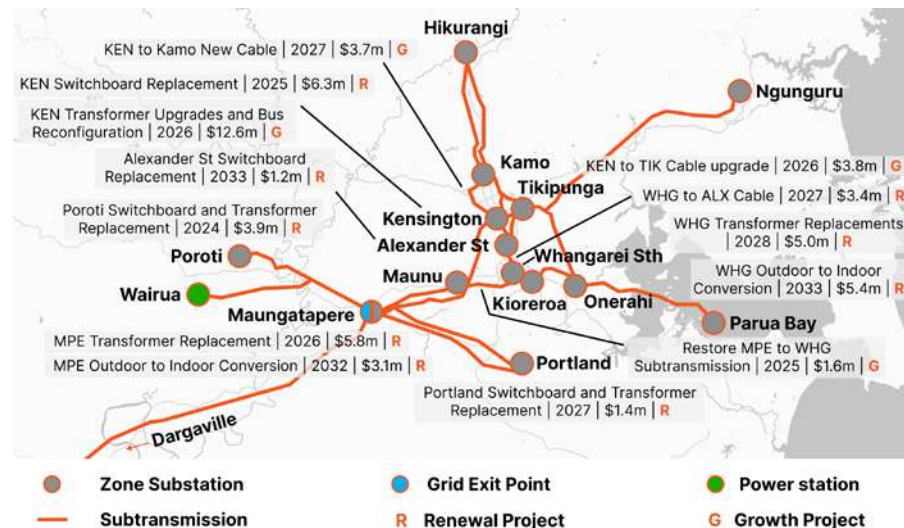 Hikurangi
KEN to Kamo New Cable | 2027 | $3.7m | G
KEN Switchboard Replacement | 2025 | $6.3m | R
Ngunguru
KEN Transformer Upgrades and Bus
Reconfiguration | 2026 | $12.6m | G
Kamo
KEN to TIK Cable upgrade | 2026 | $3.8m | G
Alexander St Switchboard
Replacement | 2033 | $1.2m | R
Tikipunga
WHG to ALX Cable | 2027 | $3.4m | R
Poroti Switchboard and Transformer
Replacement | 2024 | $3.9m | R
Kensington
WHG Transformer Replacements
| 2028 | $5.0m | R
Alexander St
Poroti
Whangarei Sth
WHG Outdoor to Indoor
Conversion | 2033 | $5.4m | R
Maunu
Wairua
Kioreroa
Onerahi
Maungatapere
Parua Bay
MPE Transformer Replacement | 2026 | $5.8m | R
MPE Outdoor to Indoor Conversion | 2032 | $3.1m | R
Portland
Restore MPE to WHG
Subtransmission | 2025 | $1.6m | G
Portland Switchboard and Transformer
Replacement | 2027 | $1.4m | R
Dargaville
Zone Substation
Grid Exit Point
Power station
Subtransmission
R Renewal Project
G Growth Project